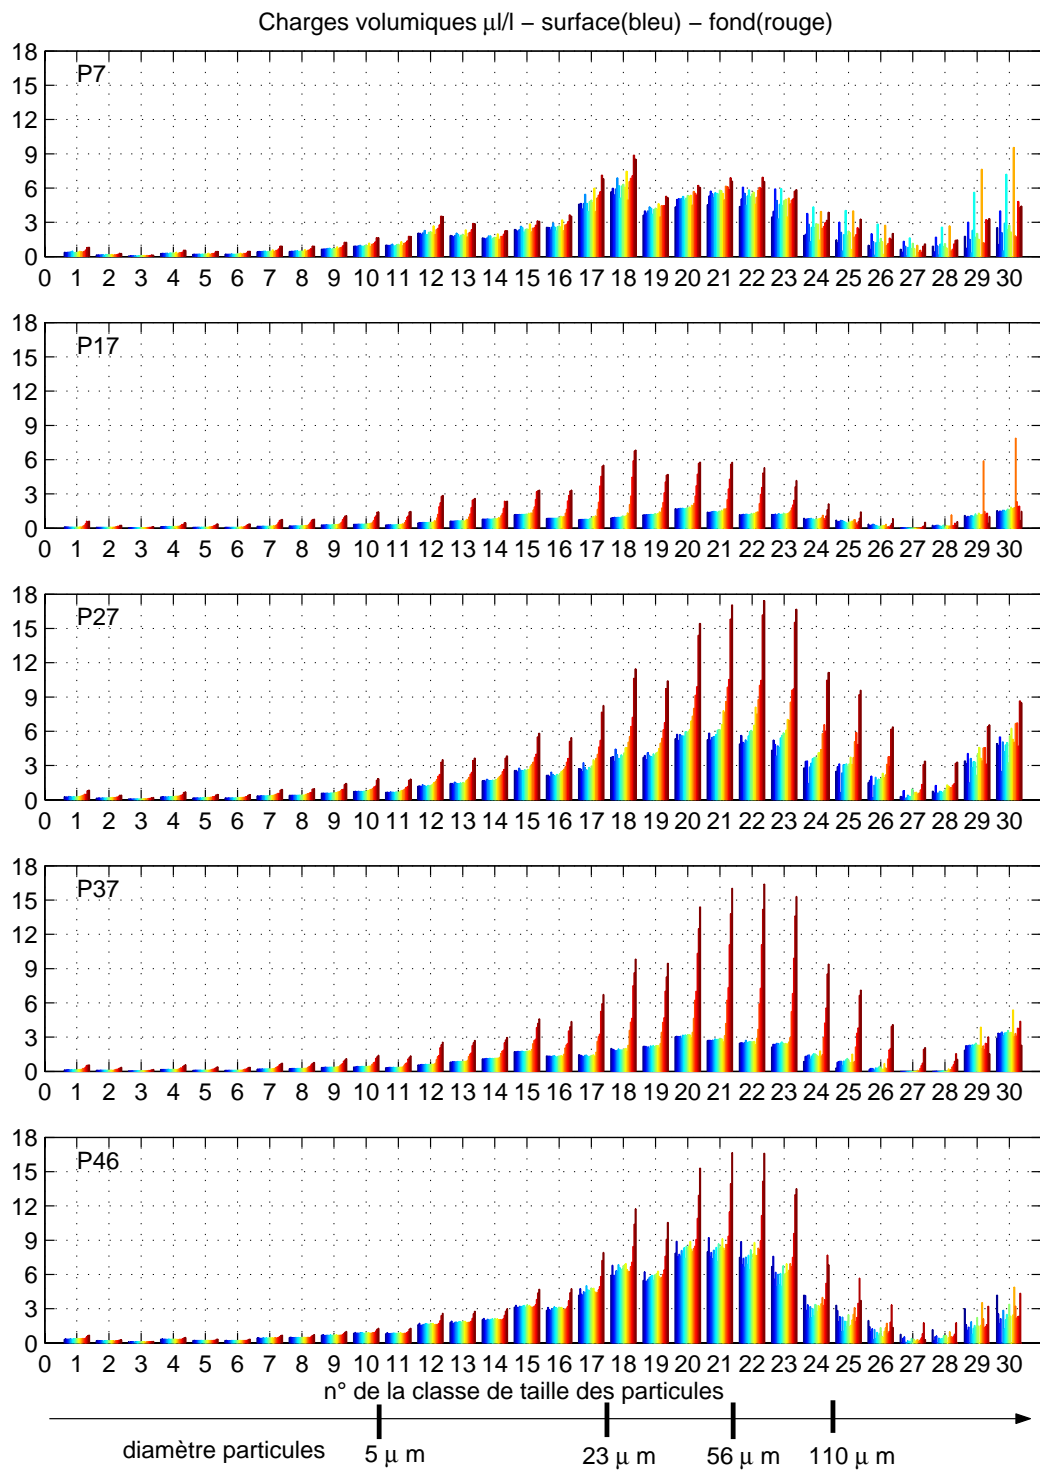 Charges volumiques µl/l – surface(bleu) – fond(rouge)
18
P7
15
12
9
6
3
0
0 1 2 3 4 5 6 7 8 9 10 11 12 13 14 15 16 17 18 19 20 21 22 23 24 25 26 27 28 29 30
18
P17
15
12
9
6
3
0
0 1 2 3 4 5 6 7 8 9 10 11 12 13 14 15 16 17 18 19 20 21 22 23 24 25 26 27 28 29 30
18
P27
15
12
9
6
3
0
0 1 2 3 4 5 6 7 8 9 10 11 12 13 14 15 16 17 18 19 20 21 22 23 24 25 26 27 28 29 30
18
P37
15
12
9
6
3
0
0 1 2 3 4 5 6 7 8 9 10 11 12 13 14 15 16 17 18 19 20 21 22 23 24 25 26 27 28 29 30
18
P46
15
12
9
6
3
0
0 1 2 3 4 5 6 7 8 9 10 11 12 13 14 15 16 17 18 19 20 21 22 23 24 25 26 27 28 29 30
n° de la classe de taille des particules
diamètre particules 5 µ m 23 µ m 56 µ m 110 µ m